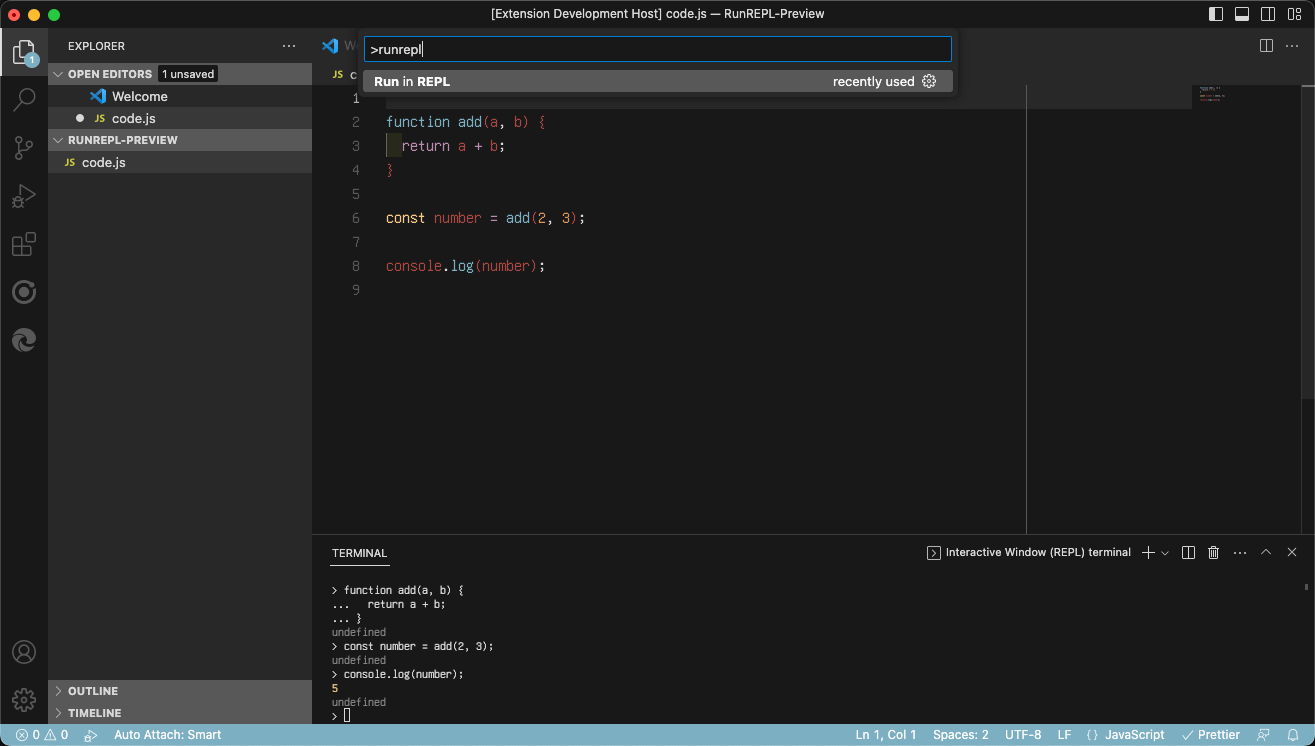 [Extension Development Host] code.js — RunREPL-Preview
EXPLORER
>runrepl
Run in REPL recently used
1
OPEN EDITORS 1 unsaved
Welcome
JS code.js
RUNREPL-PREVIEW
JS code.js
OUTLINE
TIMELINE
JS
1
2 function add(a, b) {
3 return a + b;
4 }
5
6 const number = add(2, 3);
7
8 console.log(number);
9
TERMINAL
Interactive Window (REPL) terminal
> function add(a, b) {
... return a + b;
... }
undefined
> const number = add(2, 3);
undefined
> console.log(number);
5
undefined
>
0 0 Auto Attach: Smart Ln 1, Col 1 Spaces: 2 UTF-8 LF {} JavaScript Prettier